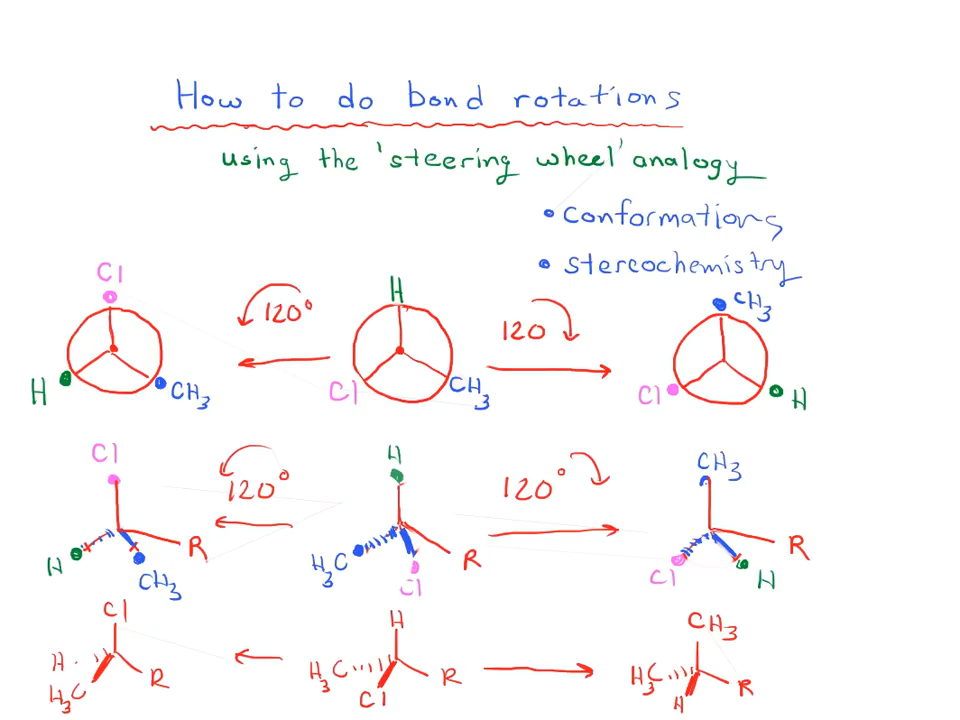 How to do bond rotations
using the 'steering wheel' analogy
• conformations
• stereochemistry
Cl
H
CH3
120°
H
Cl
CH3
120
CH3
Cl
H
Cl
H
CH3
R
120°
H
H3C
Cl
R
120°
CH3
Cl
H
R
Cl
H
H3C
R
H
H3C
Cl
R
CH3
H3C
H
R